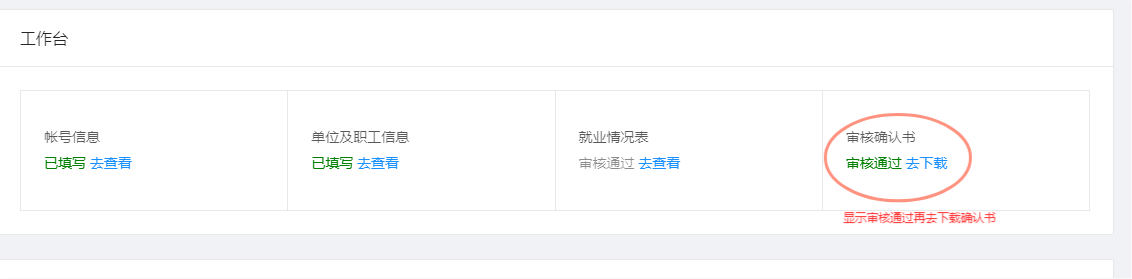 工作台
帐号信息
已填写 去查看
单位及职工信息
已填写 去查看
就业情况表
审核通过 去查看
审核确认书
审核通过 去下载
显示审核通过再去下载确认书